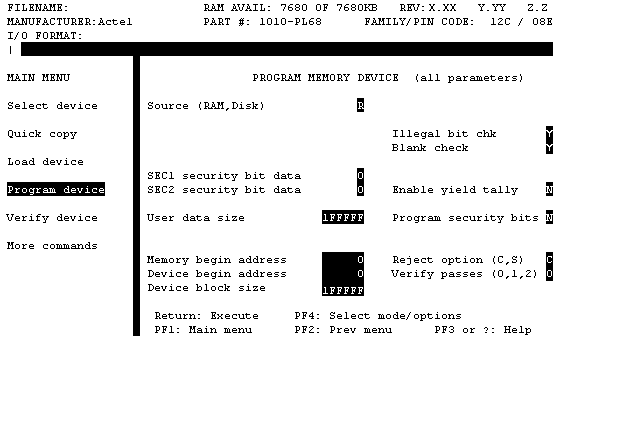 FILENAME: RAM AVAIL: 7680 OF 7680KB REV:X.XX Y.YY Z.Z
MANUFACTURER:Actel PART #: 1010-PL68 FAMILY/PIN CODE: 12C / 08E
I/O FORMAT:
|
MAIN MENU PROGRAM MEMORY DEVICE (all parameters)
Select device Source (RAM,Disk) R
Quick copy Illegal bit chk Y
Blank check Y
Load device
SEC1 security bit data 0
Program device SEC2 security bit data 0 Enable yield tally N
Verify device User data size 1FFFFF Program security bits N
More commands
Memory begin address 0 Reject option (C,S) C
Device begin address 0 Verify passes (0,1,2) 0
Device block size 1FFFFF
Return: Execute PF4: Select mode/options
PF1: Main menu PF2: Prev menu PF3 or ?: Help